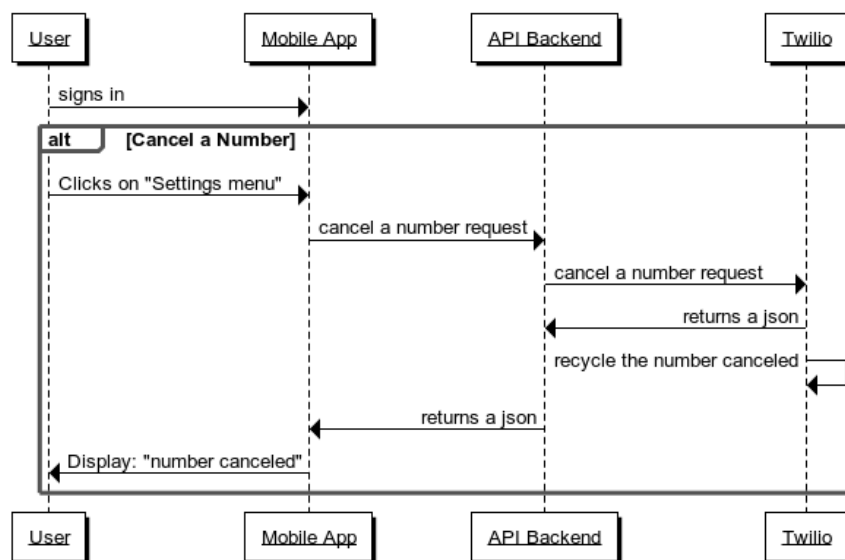 User Mobile App API Backend Twilio
signs in
alt [Cancel a Number]
Clicks on "Settings menu"
cancel a number request
cancel a number request
returns a json
recycle the number canceled
returns a json
Display: "number canceled"
User Mobile App API Backend Twilio